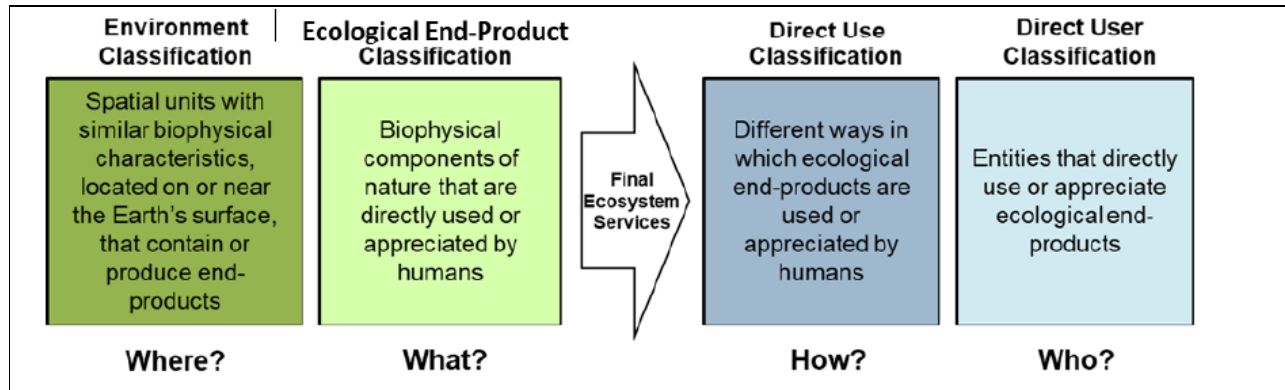 Environment
Classification
Ecological End-Product
Classification
Direct Use
Classification
Direct User
Classification
Spatial units with
similar biophysical
characteristics,
located on or near
the Earth's surface,
that contain or
produce end-
products
Biophysical
components of
nature that are
directly used or
appreciated by
humans
Final
Ecosystem
Services
Different ways in
which ecological
end-products are
used or
appreciated by
humans
Entities that directly
use or appreciate
ecological end-
products
Where?
What?
How?
Who?